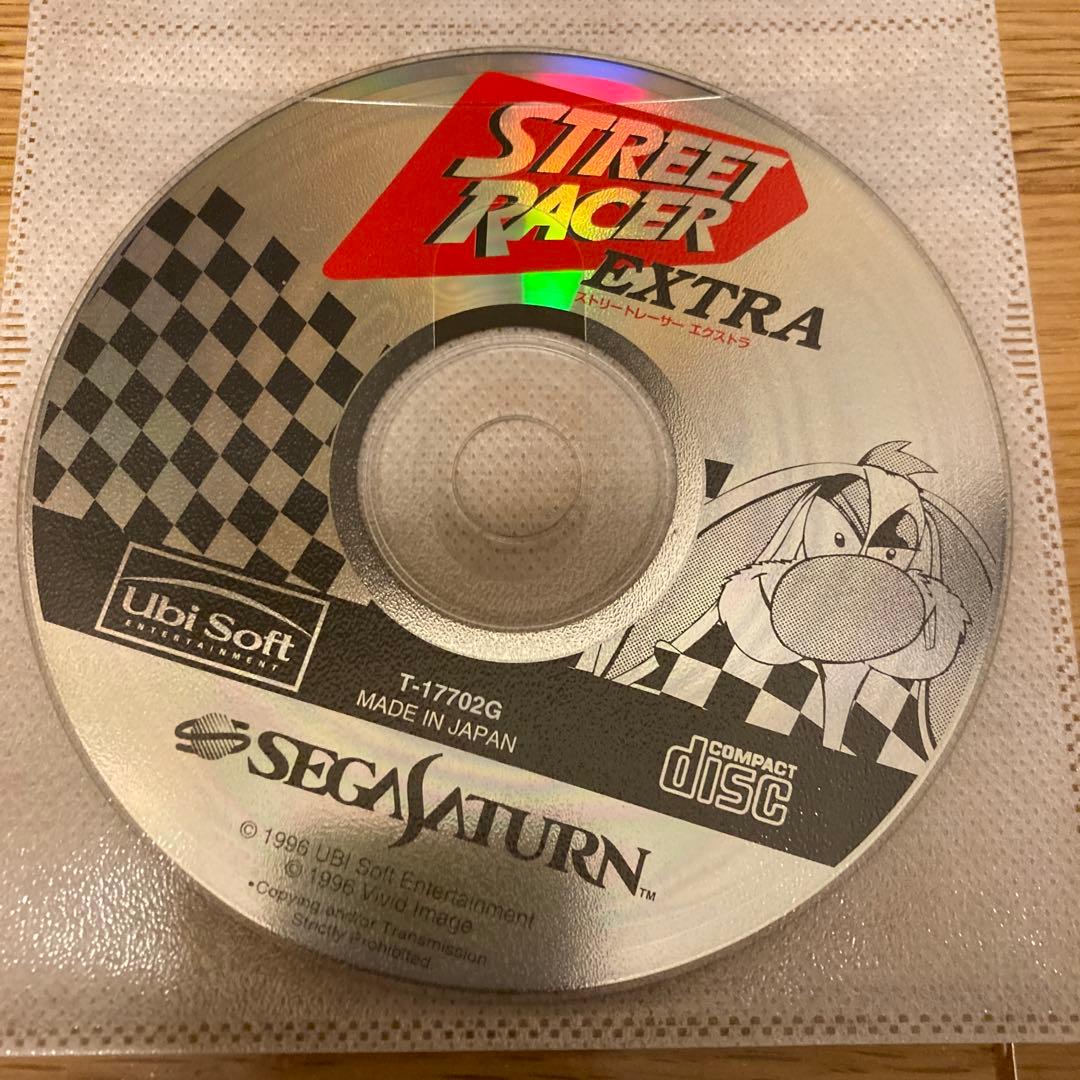 STREET
RACER
EXTRA
ストリートレーサー エクストラ
Ubi Soft
ENTERTAINMENT
T-17702G
MADE IN JAPAN
COMPACT
disc
SEGA SATURN™
© 1996 UBI Soft Entertainment
© 1996 Vivid Image
•Copying and/or Transmission
Strictly Prohibited.